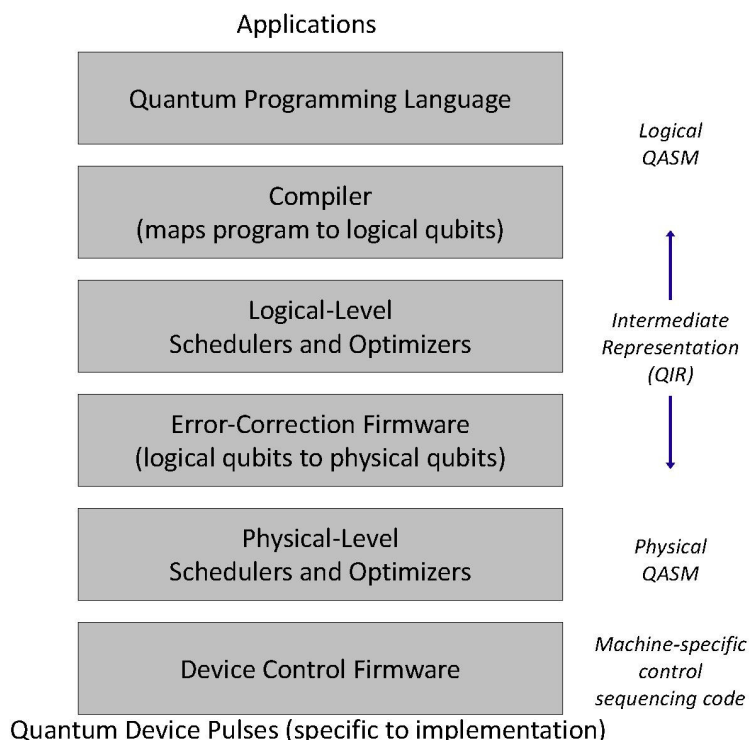 Applications
Quantum Programming Language
Logical
QASM
Compiler
(maps program to logical qubits)
Logical-Level
Schedulers and Optimizers
Intermediate
Representation
(QIR)
Error-Correction Firmware
(logical qubits to physical qubits)
Physical-Level
Schedulers and Optimizers
Physical
QASM
Device Control Firmware
Machine-specific
control
sequencing code
Quantum Device Pulses (specific to implementation)